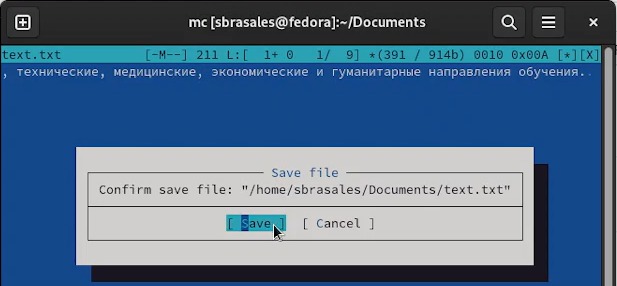 mc [sbrasales@fedora]:~/Documents
text.txt [-M--] 211 L:[ 1+ 0 1/ 9] *(391 / 914b) 0010 0x00A [*][X]
, технические, медицинские, экономические и гуманитарные направления обучения..
Save file
Confirm save file: "/home/sbrasales/Documents/text.txt"
[ Save ] [ Cancel ]